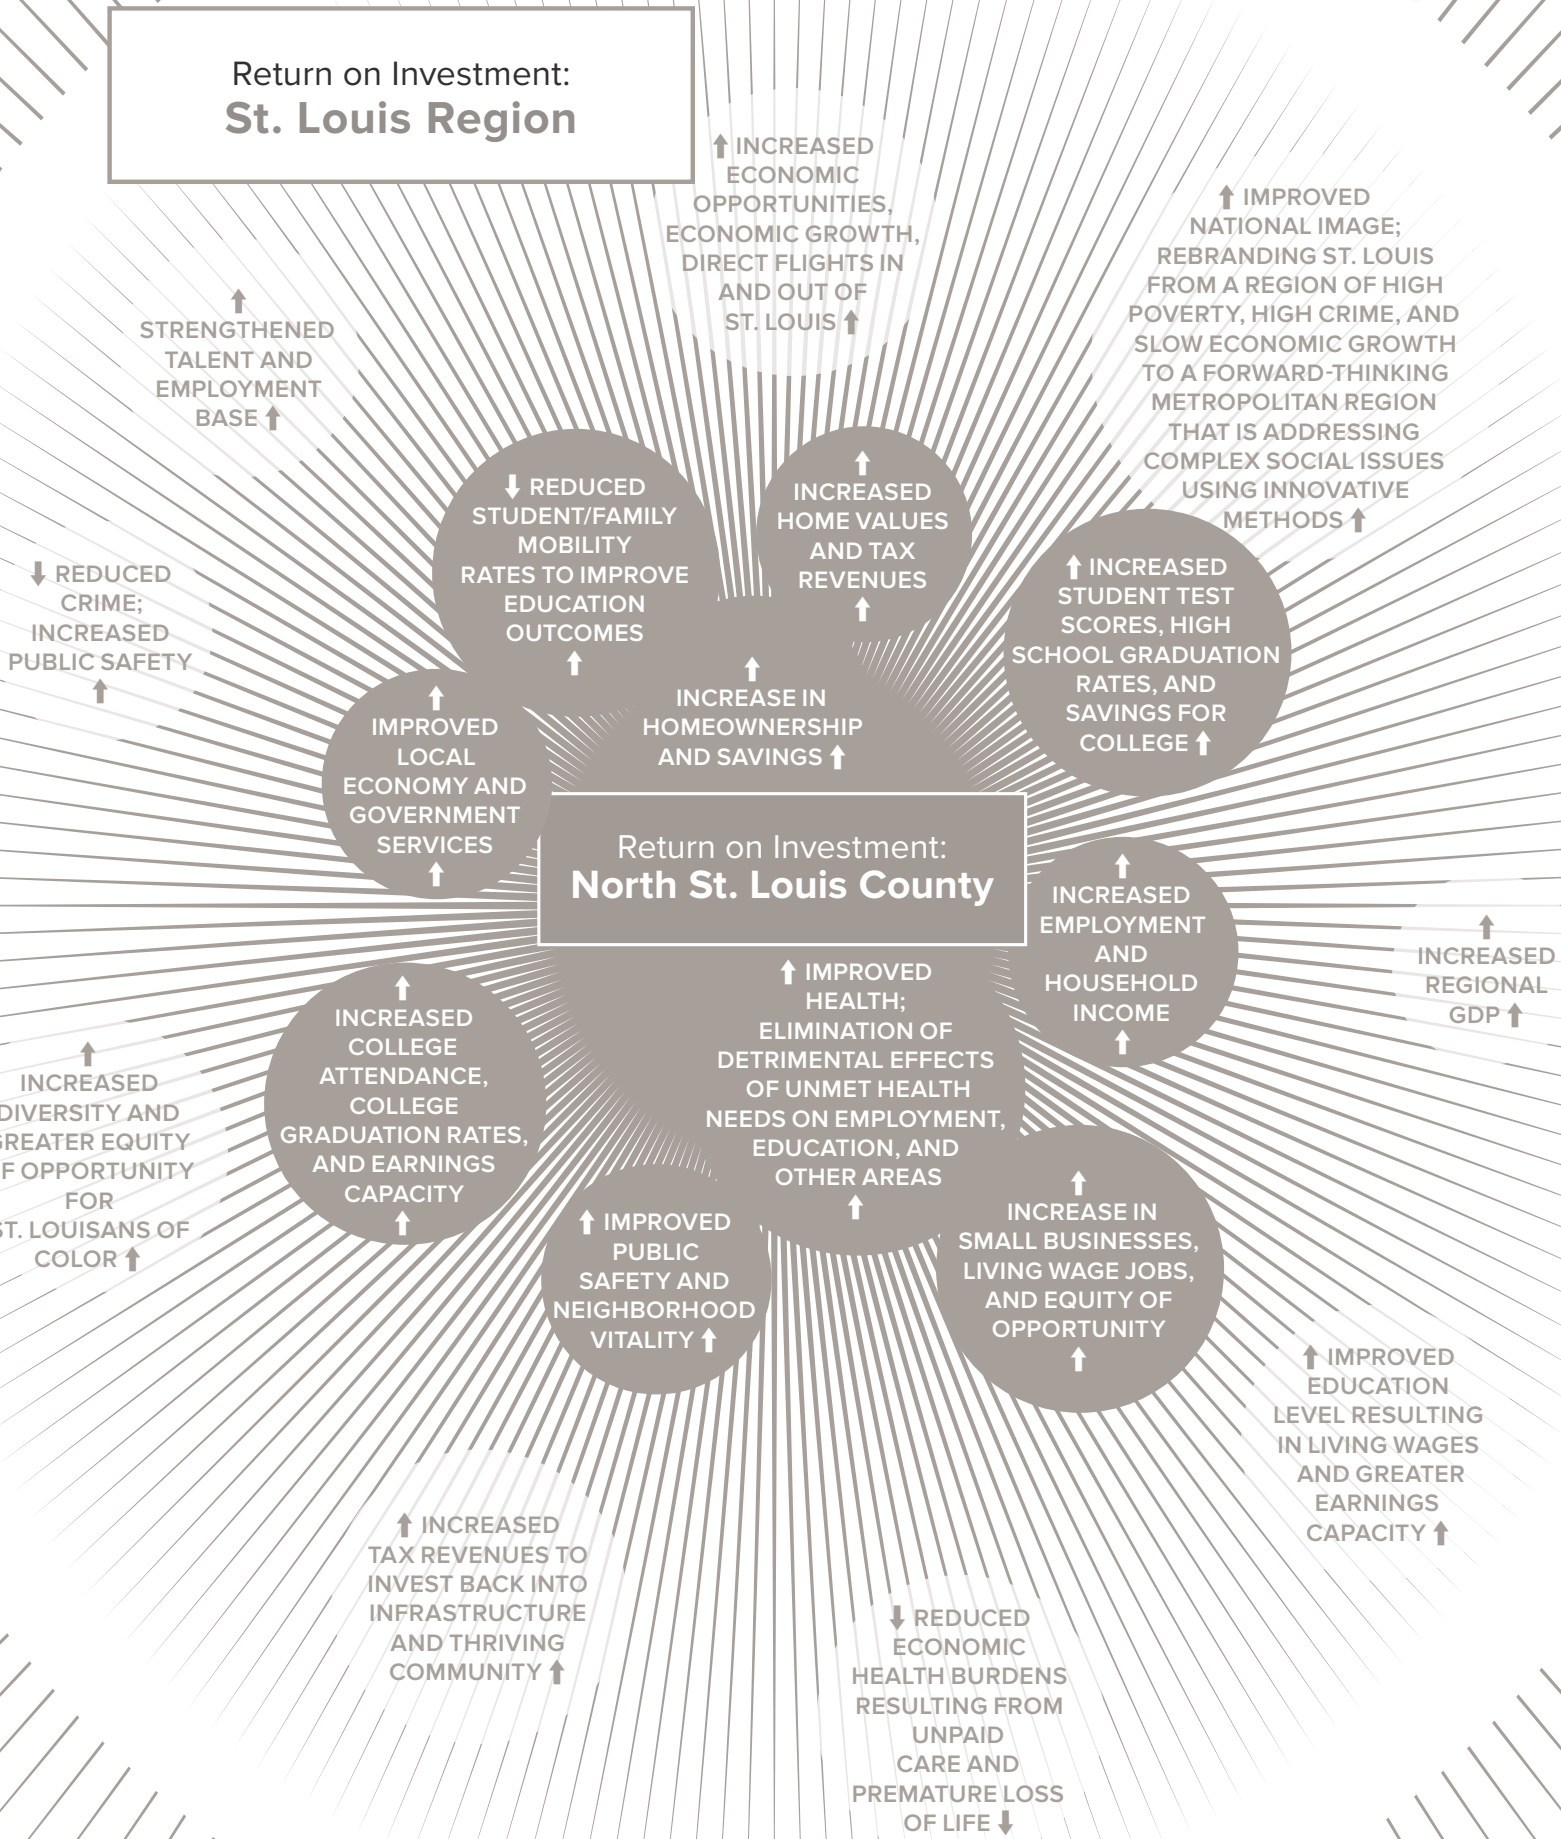 Return on Investment:
St. Louis Region
INCREASED
ECONOMIC
OPPORTUNITIES,
ECONOMIC GROWTH,
DIRECT FLIGHTS IN
AND OUT OF
ST. LOUIS
IMPROVED
NATIONAL IMAGE;
REBRANDING ST. LOUIS
FROM A REGION OF HIGH
POVERTY, HIGH CRIME, AND
SLOW ECONOMIC GROWTH
TO A FORWARD-THINKING
METROPOLITAN REGION
THAT IS ADDRESSING
COMPLEX SOCIAL ISSUES
USING INNOVATIVE
METHODS
STRENGTHENED
TALENT AND
EMPLOYMENT
BASE
REDUCED
STUDENT/FAMILY
MOBILITY
RATES TO IMPROVE
EDUCATION
OUTCOMES
INCREASED
HOME VALUES
AND TAX
REVENUES
INCREASED
STUDENT TEST
SCORES, HIGH
SCHOOL GRADUATION
RATES, AND
SAVINGS FOR
COLLEGE
REDUCED
CRIME;
INCREASED
PUBLIC SAFETY
IMPROVED
LOCAL
ECONOMY AND
GOVERNMENT
SERVICES
INCREASE IN
HOMEOWNERSHIP
AND SAVINGS
Return on Investment:
North St. Louis County
INCREASED
EMPLOYMENT
AND
HOUSEHOLD
INCOME
INCREASED
REGIONAL
GDP
INCREASED
DIVERSITY AND
GREATER EQUITY
F OPPORTUNITY
FOR
ST. LOUISANS OF
COLOR
INCREASED
COLLEGE
ATTENDANCE,
COLLEGE
GRADUATION RATES,
AND EARNINGS
CAPACITY
IMPROVED
HEALTH;
ELIMINATION OF
DETRIMENTAL EFFECTS
OF UNMET HEALTH
NEEDS ON EMPLOYMENT,
EDUCATION, AND
OTHER AREAS
IMPROVED
PUBLIC
SAFETY AND
NEIGHBORHOOD
VITALITY
INCREASE IN
SMALL BUSINESSES,
LIVING WAGE JOBS,
AND EQUITY OF
OPPORTUNITY
IMPROVED
EDUCATION
LEVEL RESULTING
IN LIVING WAGES
AND GREATER
EARNINGS
CAPACITY
INCREASED
TAX REVENUES TO
INVEST BACK INTO
INFRASTRUCTURE
AND THRIVING
COMMUNITY
REDUCED
ECONOMIC
HEALTH BURDENS
RESULTING FROM
UNPAID
CARE AND
PREMATURE LOSS
OF LIFE